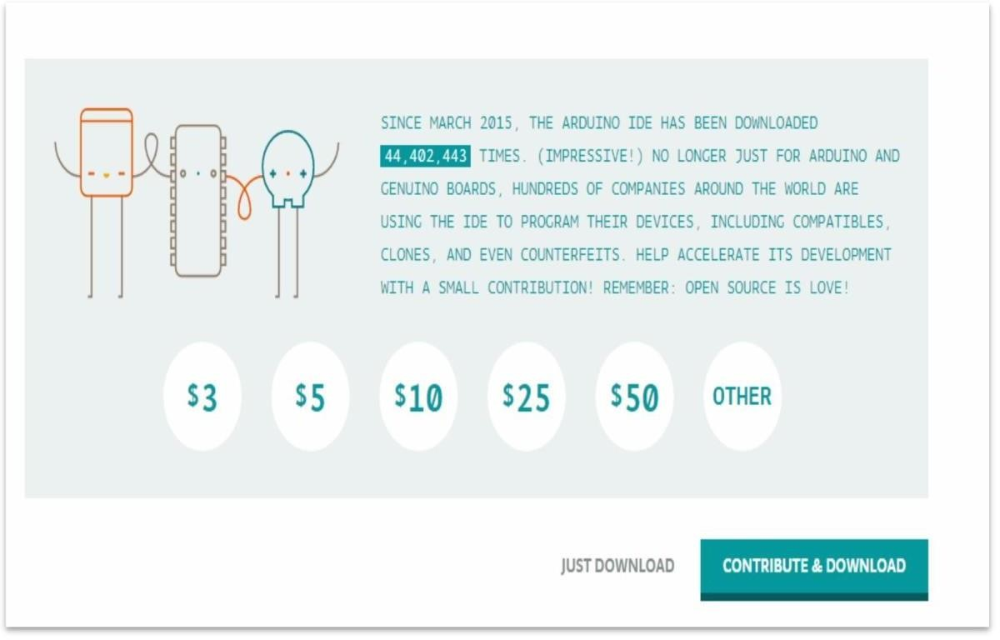 SINCE MARCH 2015, THE ARDUINO IDE HAS BEEN DOWNLOADED
44,402,443 TIMES. (IMPRESSIVE!) NO LONGER JUST FOR ARDUINO AND
GENUINO BOARDS, HUNDREDS OF COMPANIES AROUND THE WORLD ARE
USING THE IDE TO PROGRAM THEIR DEVICES, INCLUDING COMPATIBLES,
CLONES, AND EVEN COUNTERFEITS. HELP ACCELERATE ITS DEVELOPMENT
WITH A SMALL CONTRIBUTION! REMEMBER: OPEN SOURCE IS LOVE!
$3 $5 $10 $25 $50 OTHER
JUST DOWNLOAD CONTRIBUTE & DOWNLOAD